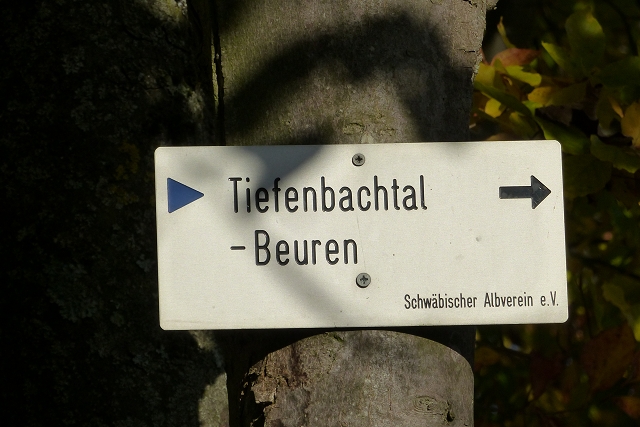 Tiefenbachtal
-Beuren
Schwäbischer Albverein e.V.